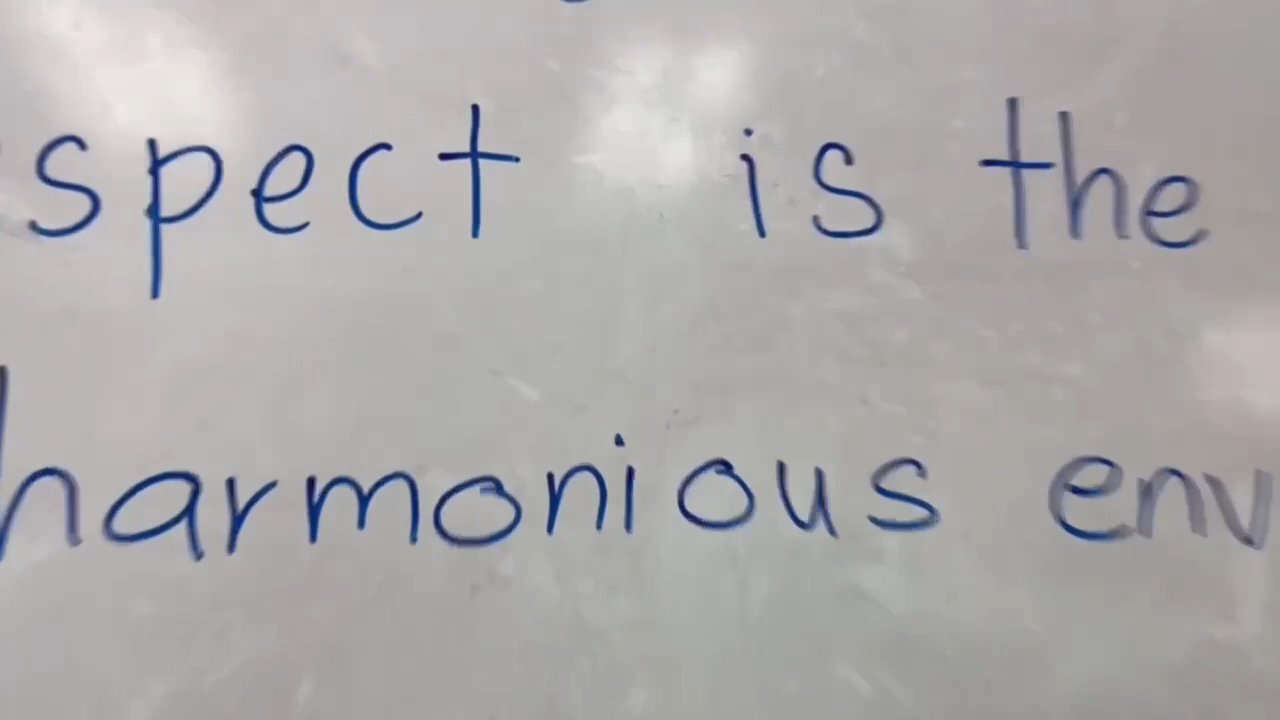 spect is the
harmonious env